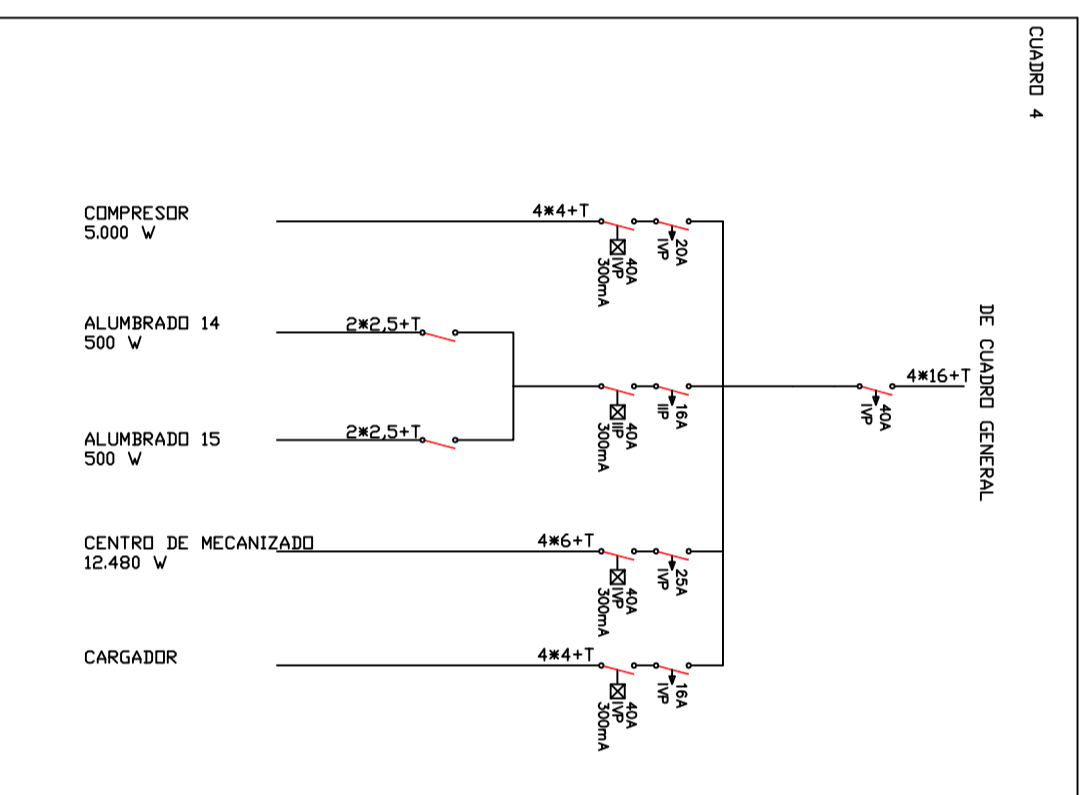 CUADRO 4
DE CUADRO GENERAL
4*16+T
40A
IVP
COMPRESOR
5.000 W
4*4+T
40A
IVP
300mA
20A
IVP
ALUMBRADO 14
500 W
2*2,5+T
ALUMBRADO 15
500 W
2*2,5+T
40A
IIP
300mA
16A
IIP
CENTRO DE MECANIZADO
12.480 W
4*6+T
40A
IVP
300mA
25A
IVP
CARGADOR
4*4+T
40A
IVP
300mA
16A
IVP